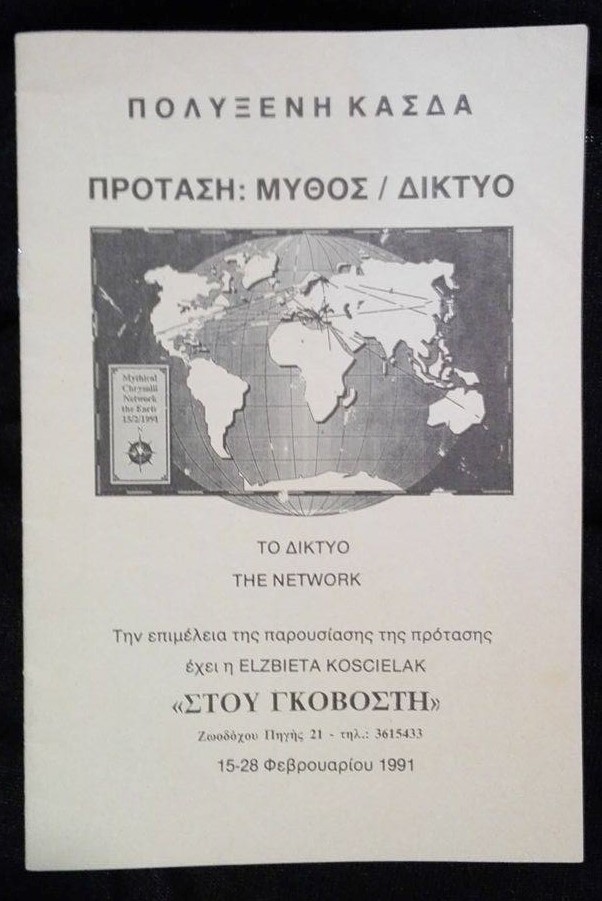 ΠΟΛΥΞΕΝΗ ΚΑΣΔΑ
ΠΡΟΤΑΣΗ: ΜΥΘΟΣ / ΔΙΚΤΥΟ
Mythical
Chrysalil
Network
the Earth
15/2/1991
N
ΤΟ ΔΙΚΤΥΟ
THE NETWORK
Την επιμέλεια της παρουσίασης της πρότασης
έχει η ELZBIETA KOSCIELAK
«ΣΤΟΥ ΓΚΟΒΟΣΤΗ»
Ζωοδόχου Πηγής 21 - τηλ.: 3615433
15-28 Φεβρουαρίου 1991